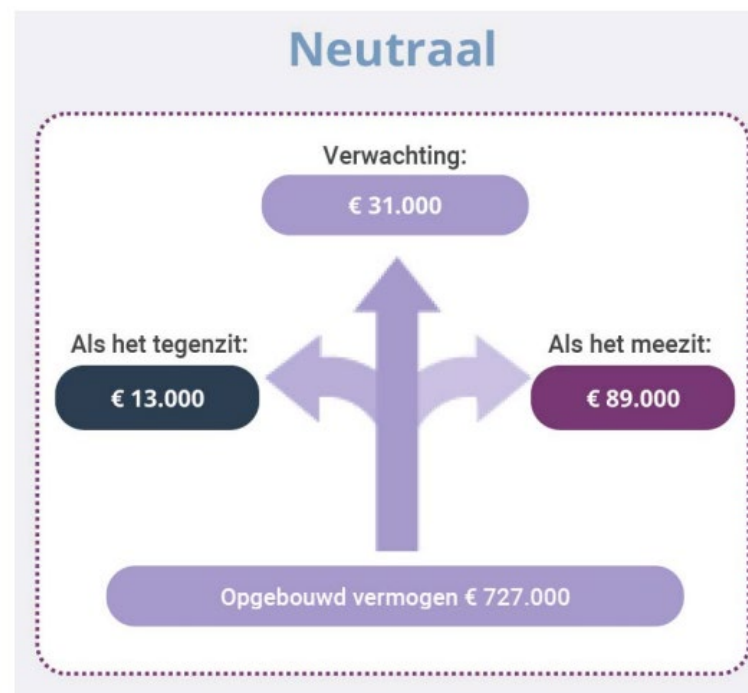 Neutraal
Verwachting:
€ 31.000
Als het tegenzit:
€ 13.000
Als het meezit:
€ 89.000
Opgebouwd vermogen € 727.000